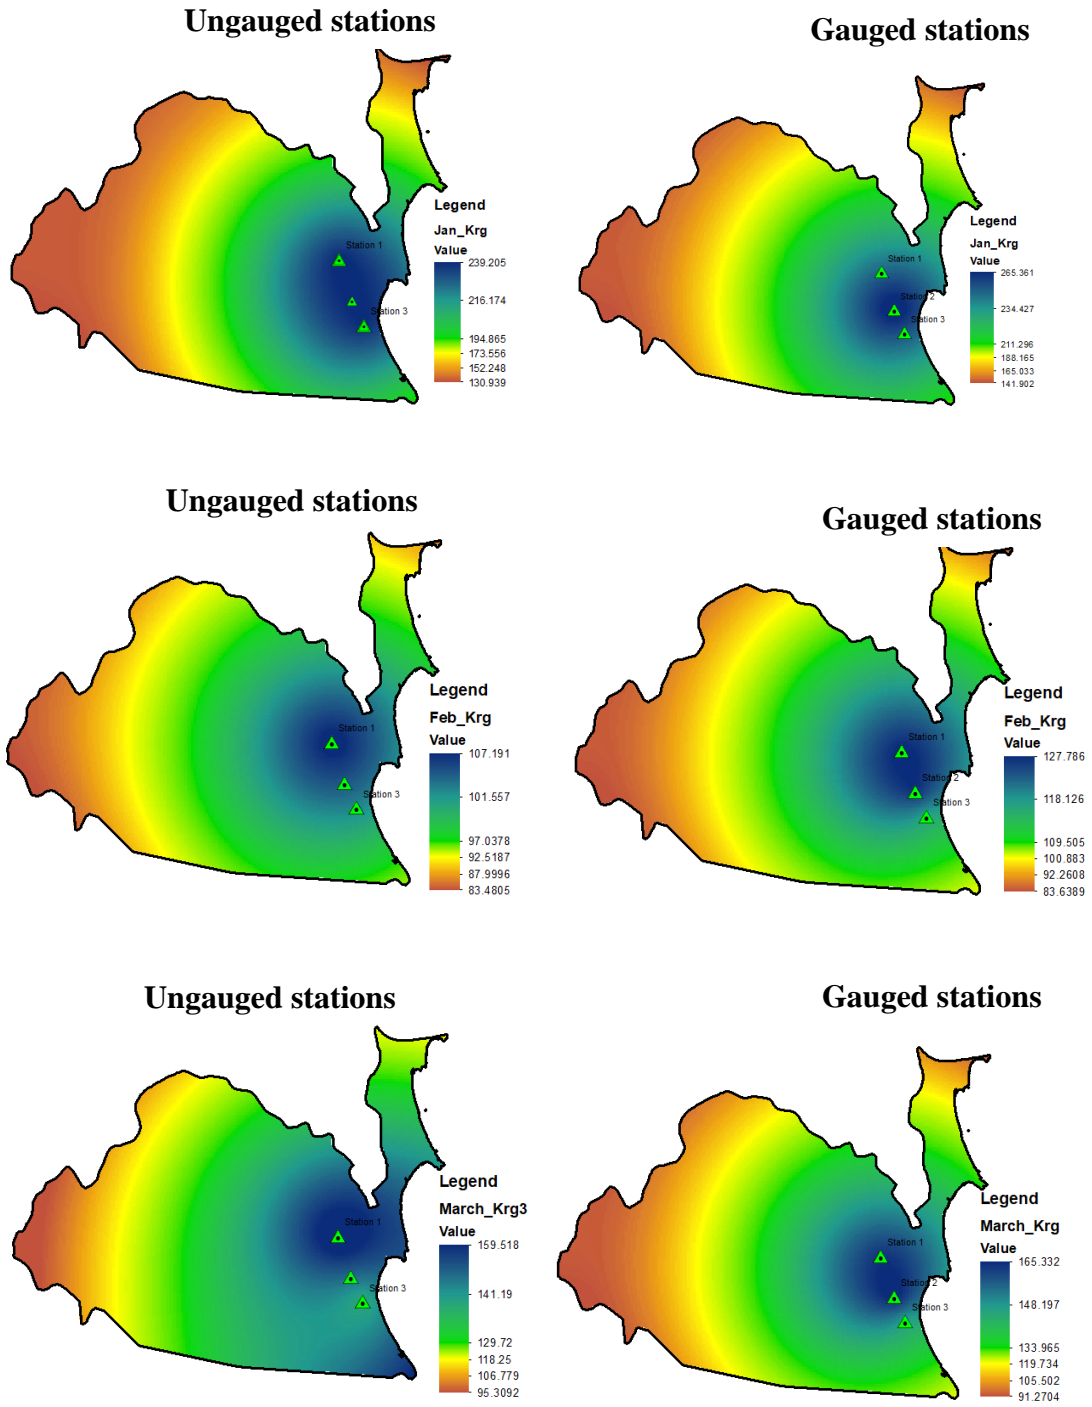 Ungauged stations
Gauged stations
Station 1
Station 3
Legend
Jan_Krg
Value
239.205
216.174
194.865
173.556
152.248
130.939
Station 1
Station 2
Station 3
Legend
Jan_Krg
Value
265.361
234.427
211.296
188.165
165.033
141.902
Ungauged stations
Gauged stations
Station 1
Station 3
Legend
Feb_Krg
Value
107.191
101.557
97.0378
92.5187
87.9996
83.4805
Station 1
Station 2
Station 3
Legend
Feb_Krg
Value
127.786
118.126
109.505
100.883
92.2608
83.6389
Ungauged stations
Gauged stations
Station 1
Station 3
Legend
March_Krg3
Value
159.518
141.19
129.72
118.25
106.779
95.3092
Station 1
Station 2
Station 3
Legend
March_Krg
Value
165.332
148.197
133.965
119.734
105.502
91.2704